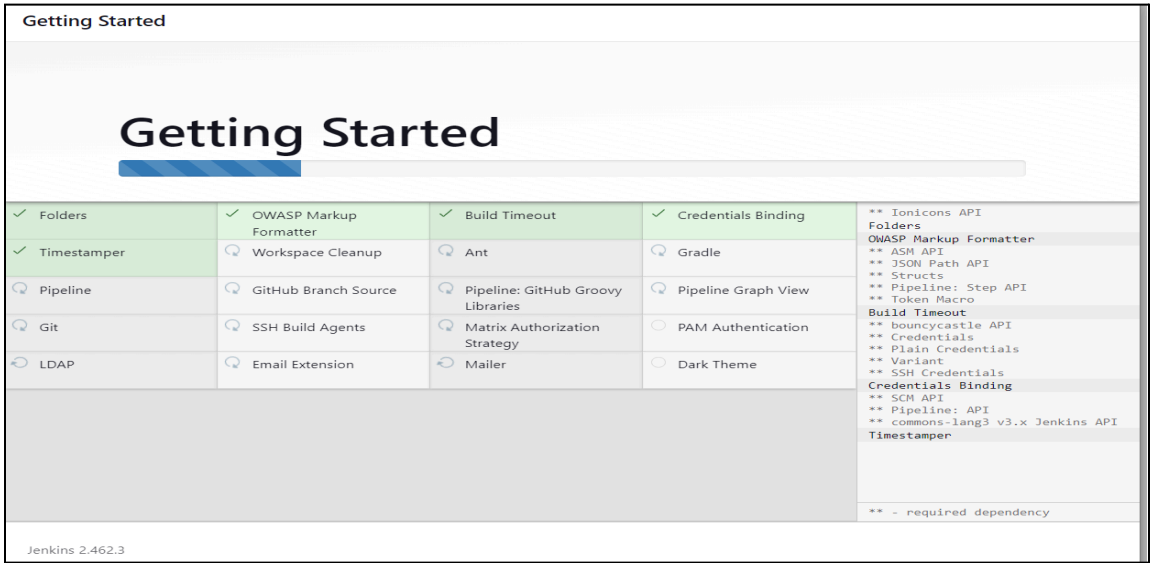 Getting Started
Getting Started
Folders
OWASP Markup
Formatter
Build Timeout
Credentials Binding
Timestamper
Workspace Cleanup
Ant
Gradle
Pipeline
GitHub Branch Source
Pipeline: GitHub Groovy
Libraries
Pipeline Graph View
Git
SSH Build Agents
Matrix Authorization
Strategy
PAM Authentication
LDAP
Email Extension
Mailer
Dark Theme
** Ionicons API
Folders
OWASP Markup Formatter
** ASM API
** JSON Path API
** Structs
** Pipeline: Step API
** Token Macro
Build Timeout
** bouncycastle API
** Credentials
** Plain Credentials
** Variant
** SSH Credentials
Credentials Binding
** SCM API
** Pipeline: API
** commons-lang3 v3.x Jenkins API
Timestamper
** - required dependency
Jenkins 2.462.3